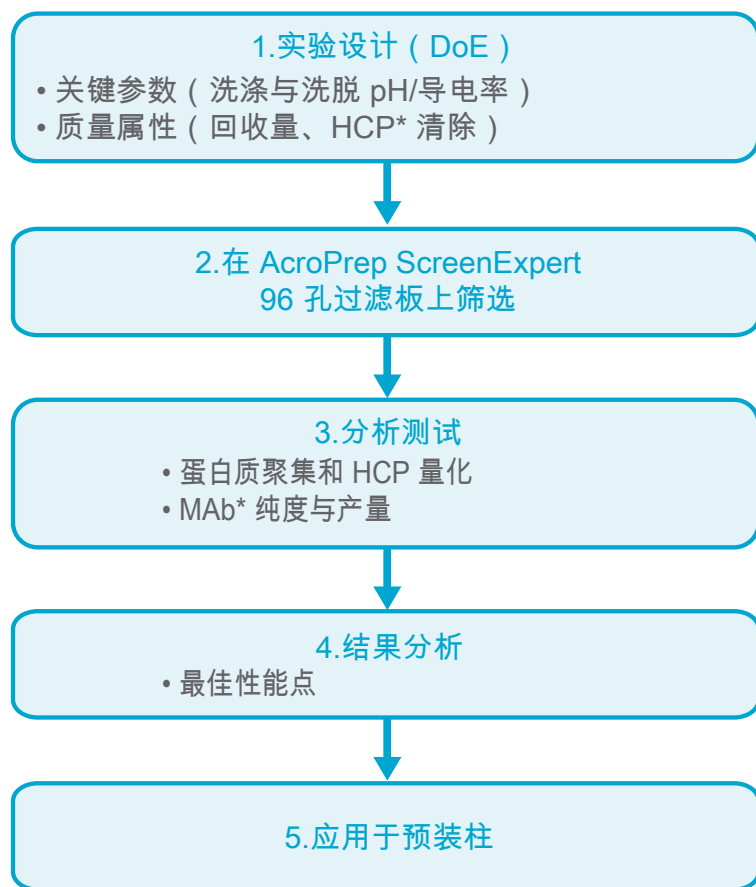 1.实验设计（DoE）
• 关键参数（洗涤与洗脱 pH/导电率）
• 质量属性（回收量、HCP* 清除）
2.在 AcroPrep ScreenExpert
96 孔过滤板上筛选
3.分析测试
• 蛋白质聚集和 HCP 量化
• MAb* 纯度与产量
4.结果分析
• 最佳性能点
5.应用于预装柱